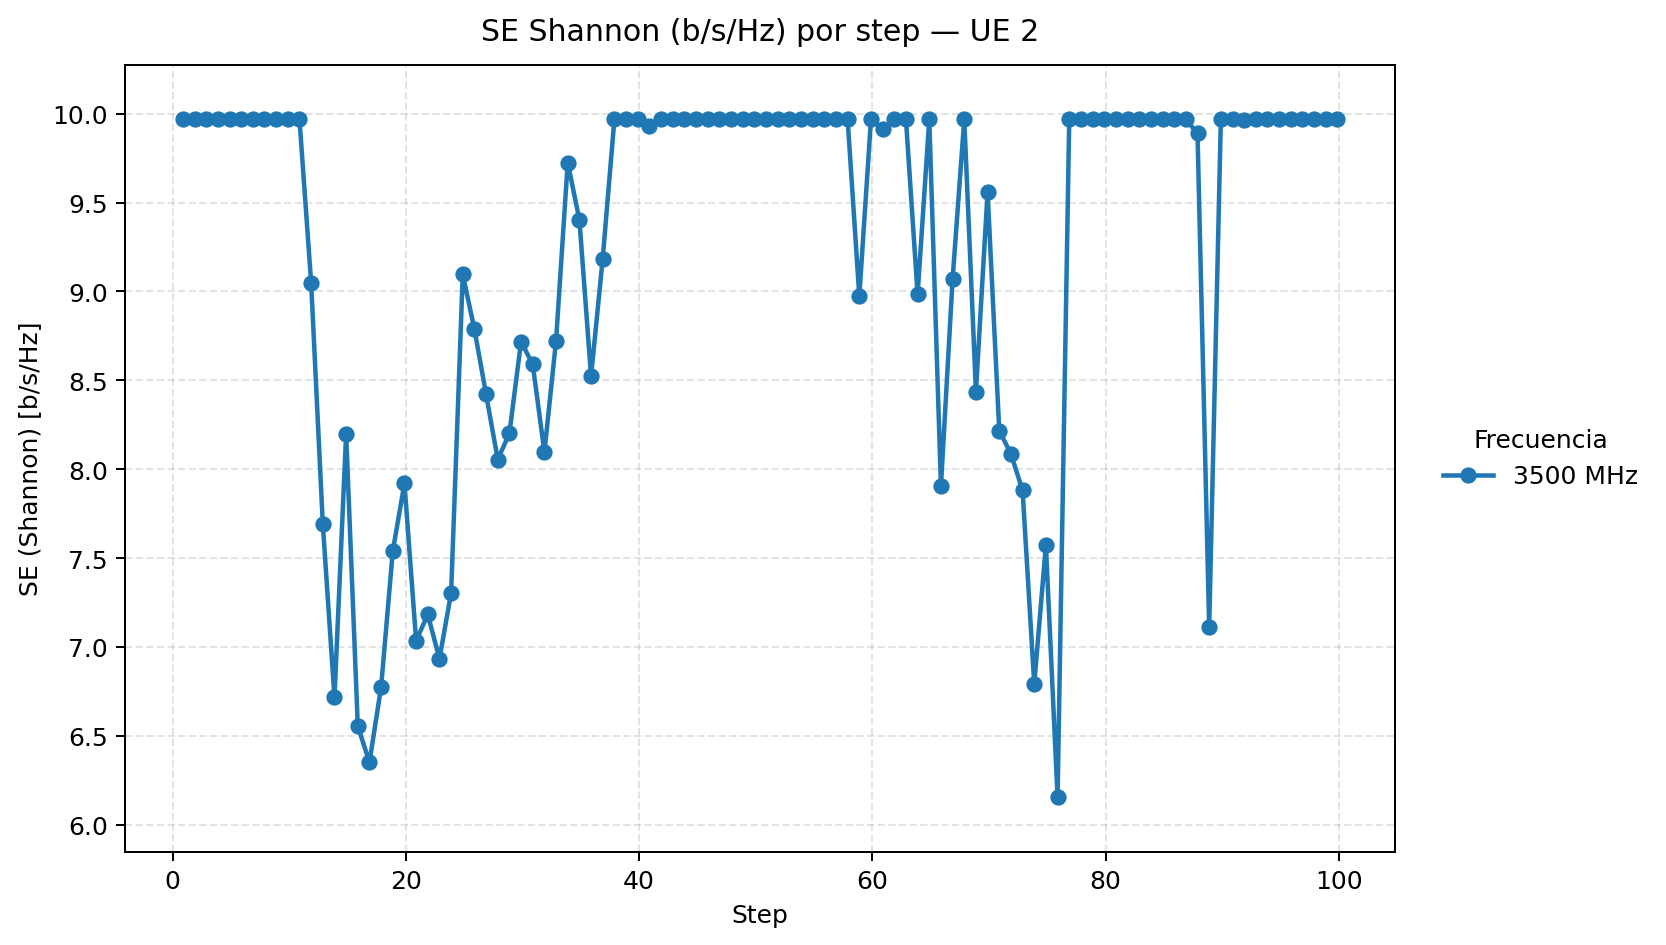 SE Shannon (b/s/Hz) por step — UE 2
SE (Shannon) [b/s/Hz]
10.0
9.5
9.0
8.5
8.0
7.5
7.0
6.5
6.0
0 20 40 60 80 100
Step
Frecuencia
3500 MHz